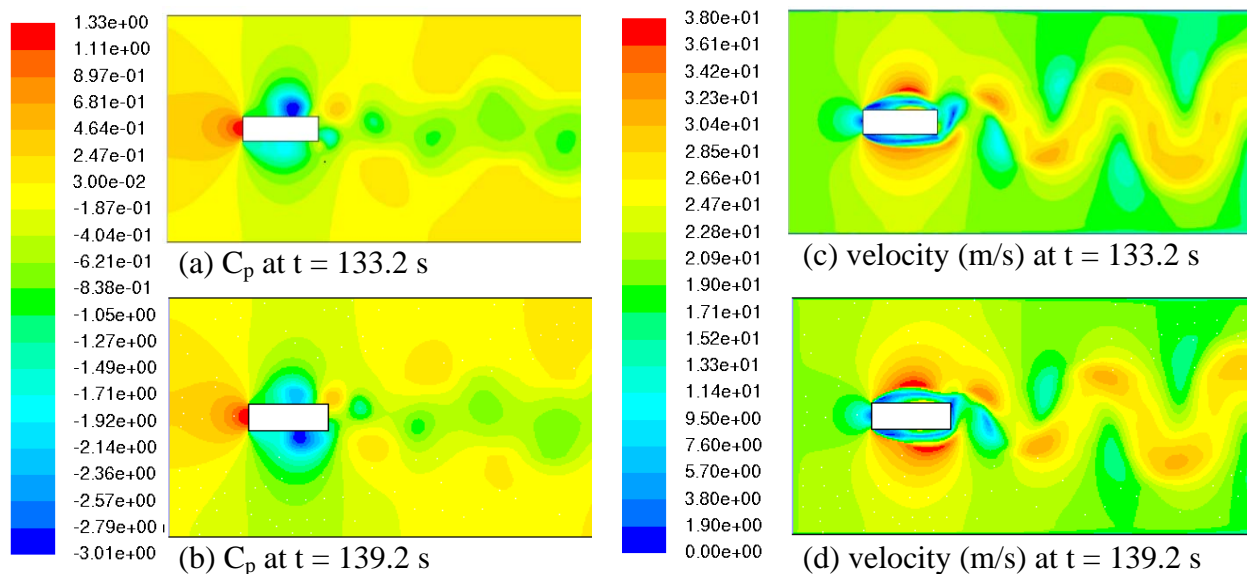 1.33e+00
1.11e+00
8.97e-01
6.81e-01
4.64e-01
2.47e-01
3.00e-02
-1.87e-01
-4.04e-01
-6.21e-01
-8.38e-01
-1.05e+00
-1.27e+00
-1.49e+00
-1.71e+00
-1.92e+00
-2.14e+00
-2.36e+00
-2.57e+00
-2.79e+00
-3.01e+00
(a) Cp at t = 133.2 s
(b) Cp at t = 139.2 s
3.80e+01
3.61e+01
3.42e+01
3.23e+01
3.04e+01
2.85e+01
2.66e+01
2.47e+01
2.28e+01
2.09e+01
1.90e+01
1.71e+01
1.52e+01
1.33e+01
1.14e+01
9.50e+00
7.60e+00
5.70e+00
3.80e+00
1.90e+00
0.00e+00
(c) velocity (m/s) at t = 133.2 s
(d) velocity (m/s) at t = 139.2 s